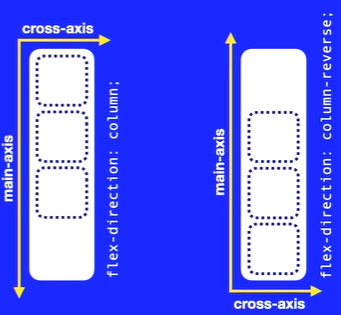 cross-axis
main-axis
flex-direction: column;
main-axis
flex-direction: column-reverse;
cross-axis